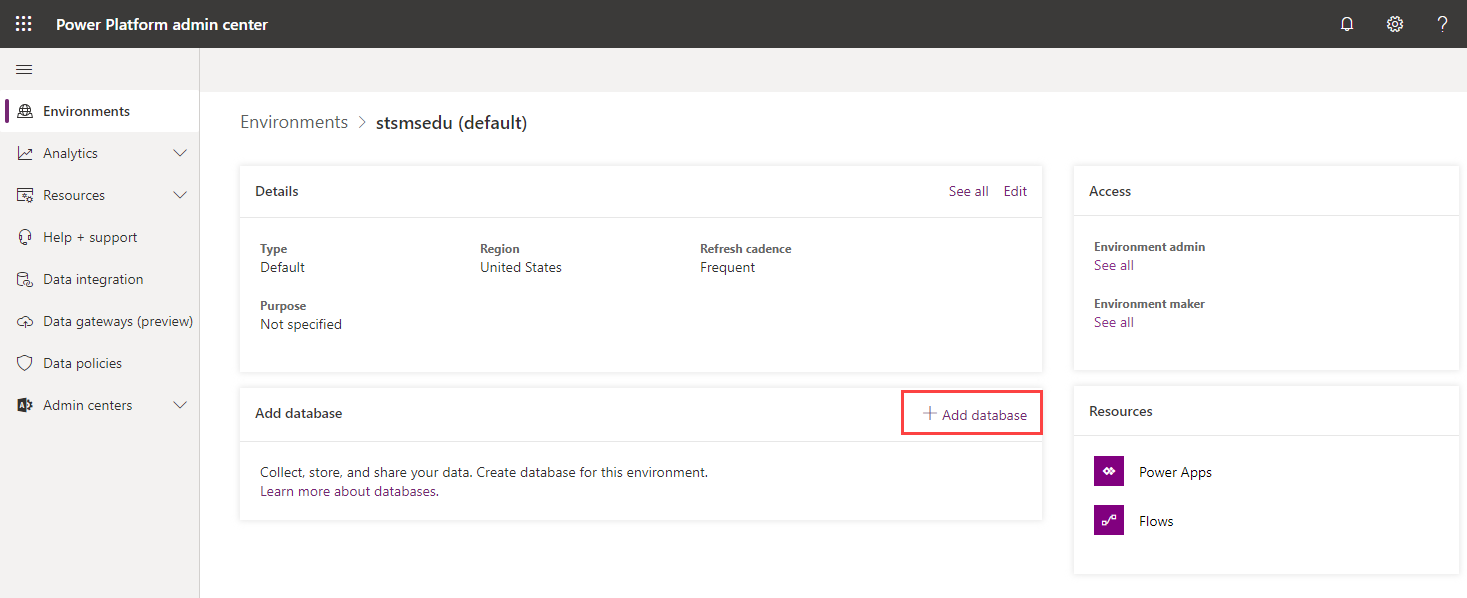 Power Platform admin center
?
Environments
Analytics
Resources
Help + support
Data integration
Data gateways (preview)
Data policies
Admin centers
Environments > stsmsedu (default)
Details
See all Edit
Type
Default
Region
United States
Refresh cadence
Frequent
Purpose
Not specified
Add database
+ Add database
Collect, store, and share your data. Create database for this environment.
Learn more about databases.
Access
Environment admin
See all
Environment maker
See all
Resources
Power Apps
Flows